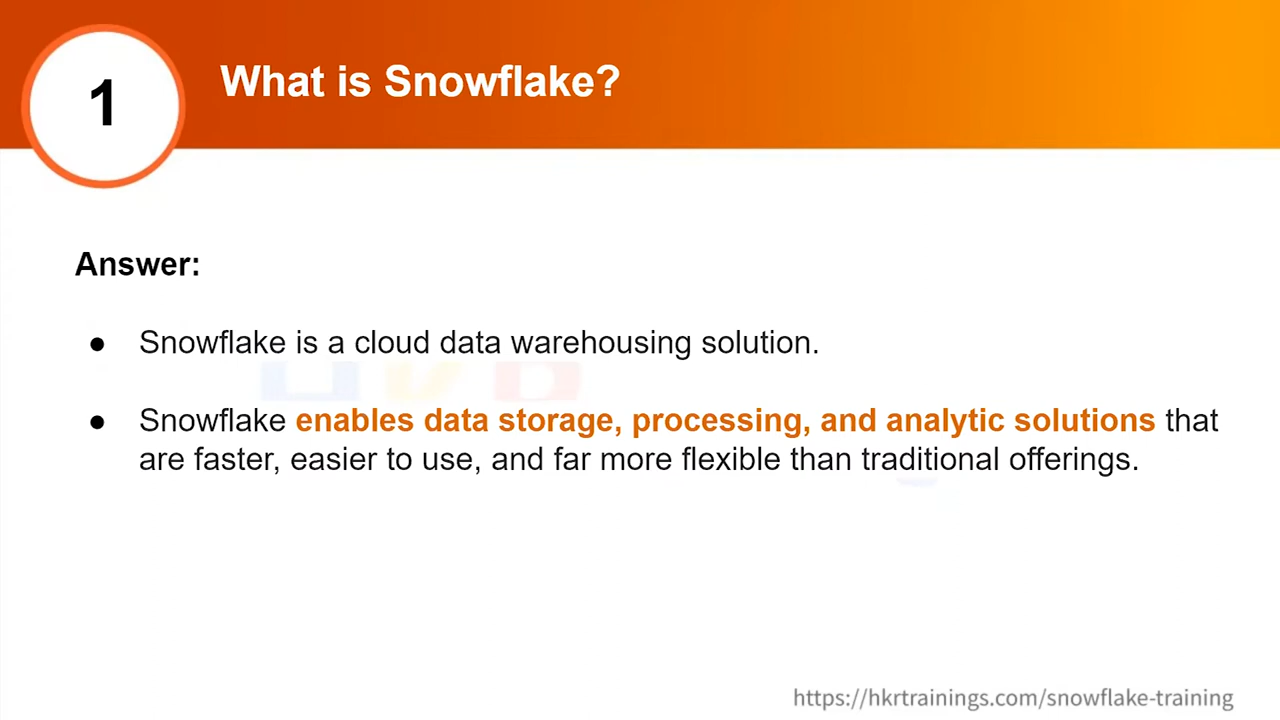 1
What is Snowflake?
Answer:
● Snowflake is a cloud data warehousing solution.
● Snowflake enables data storage, processing, and analytic solutions that
are faster, easier to use, and far more flexible than traditional offerings.
https://hkrtrainings.com/snowflake-training